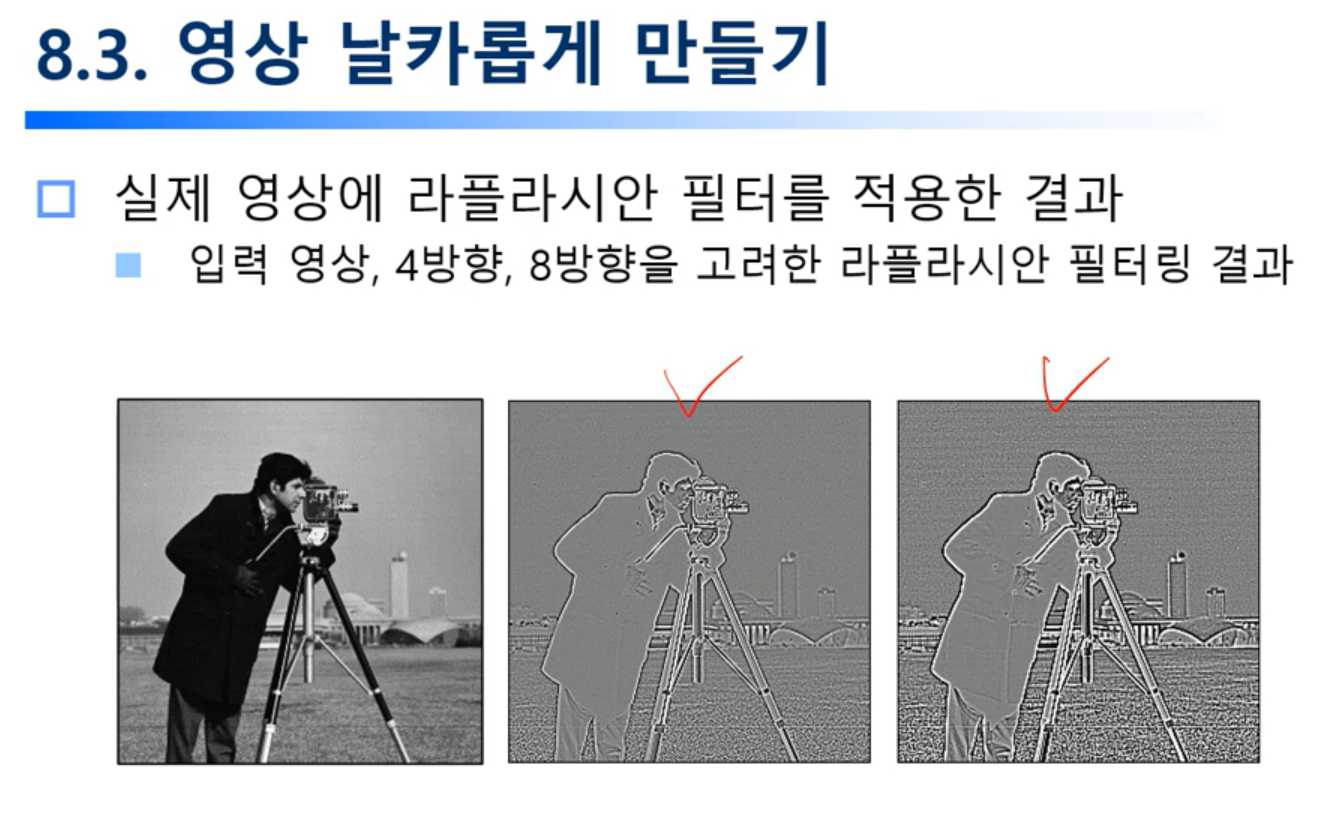 8.3. 영상 날카롭게 만들기
실제 영상에 라플라시안 필터를 적용한 결과
입력 영상, 4방향, 8방향을 고려한 라플라시안 필터링 결과